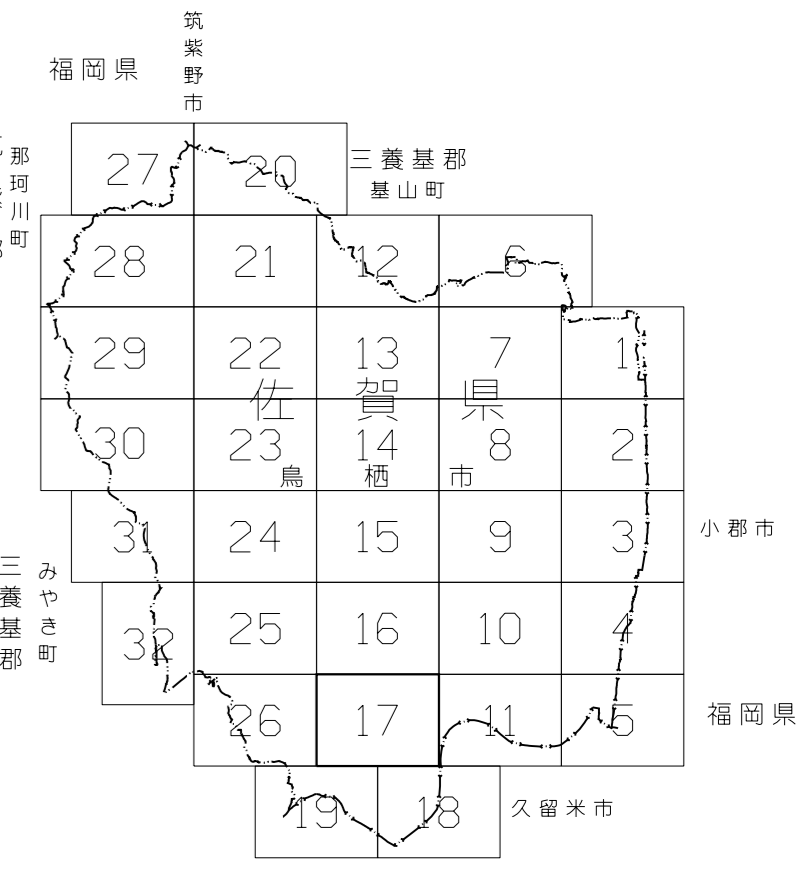 筑紫野市
福岡県
27 20
三養基郡
基山町
那珂川町
28 21 12 6
29 22 13 7 1
佐賀県
30 23 14 8 2
鳥栖市
31 24 15 9 3
小郡市
三養基郡
みやき町
32 25 16 10 4
26 17 11 5
福岡県
19 18
久留米市